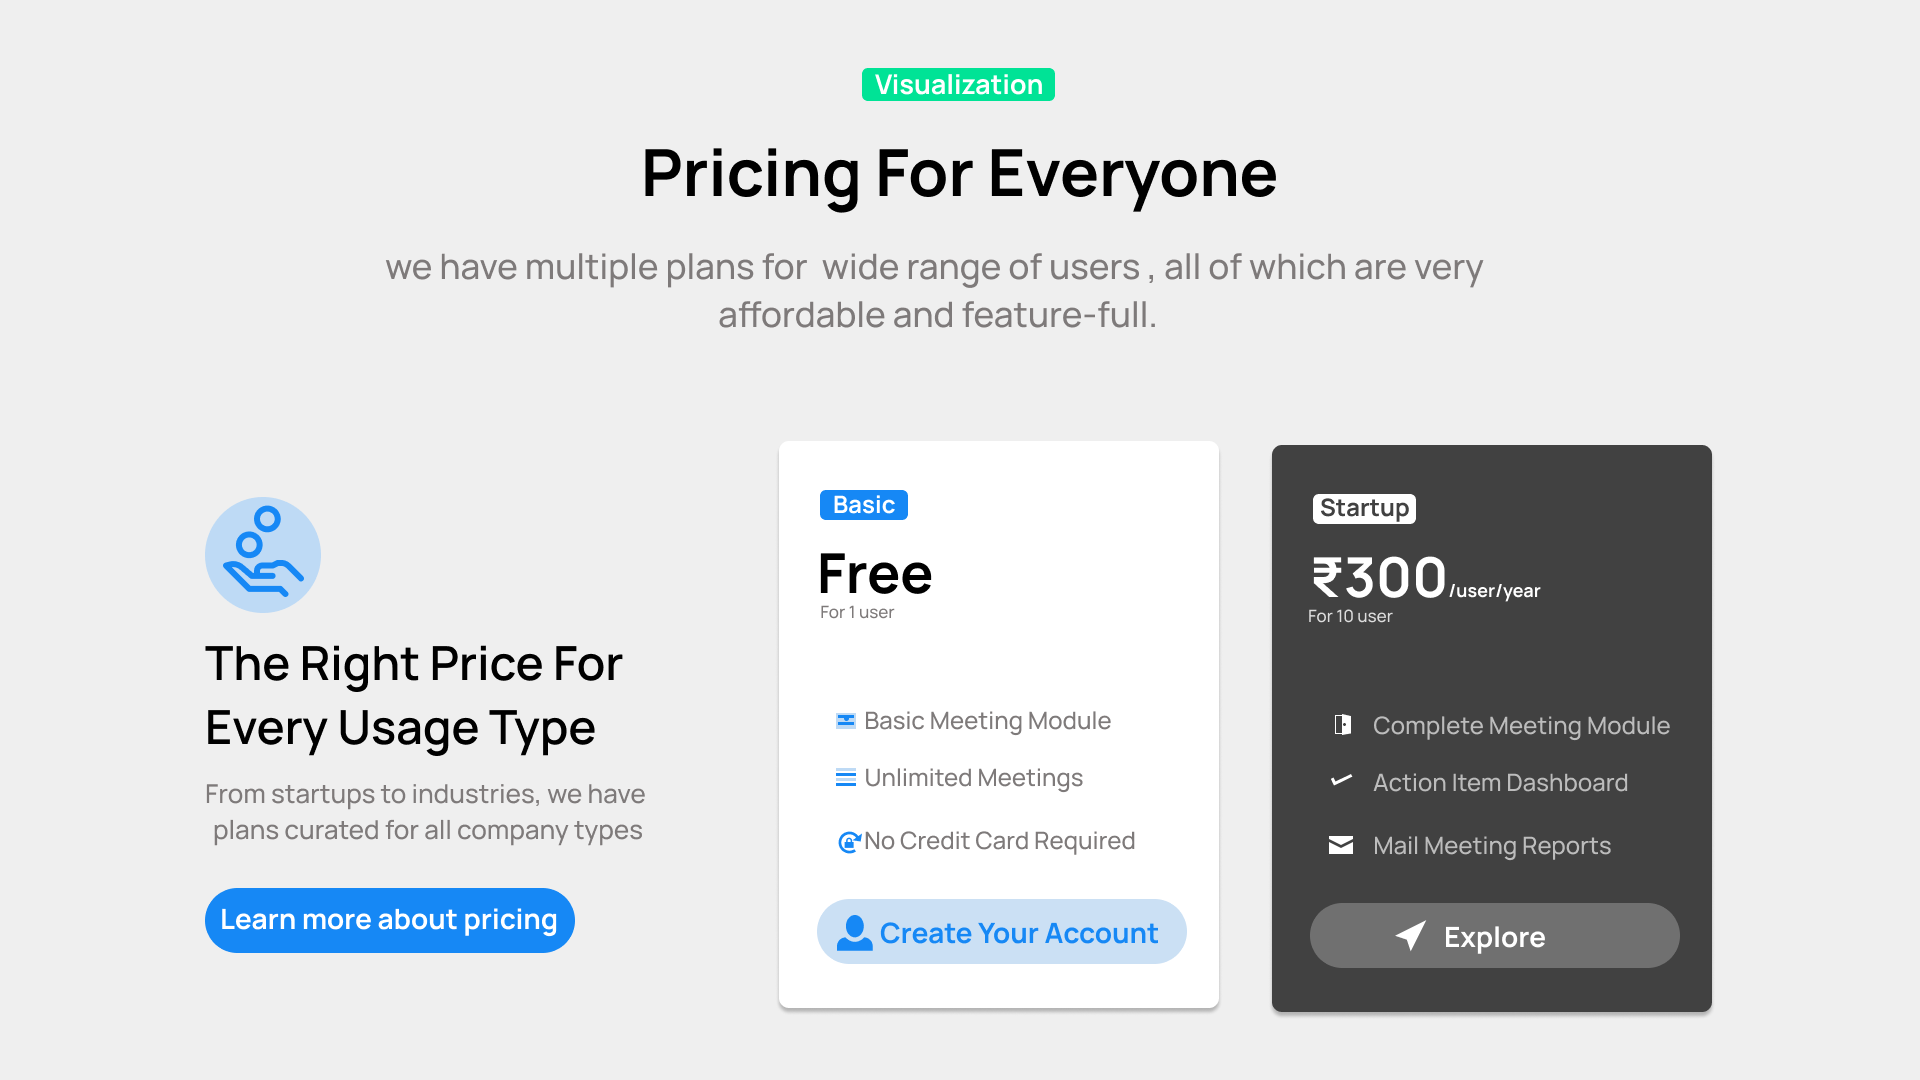 Visualization
Pricing For Everyone
we have multiple plans for  wide range of users , all of which are very
affordable and feature-full.
The Right Price For
Every Usage Type
From startups to industries, we have
plans curated for all company types
Learn more about pricing
Basic
Free
For 1 user
Basic Meeting Module
Unlimited Meetings
No Credit Card Required
Create Your Account
Startup
₹300/user/year
For 10 user
Complete Meeting Module
Action Item Dashboard
Mail Meeting Reports
Explore